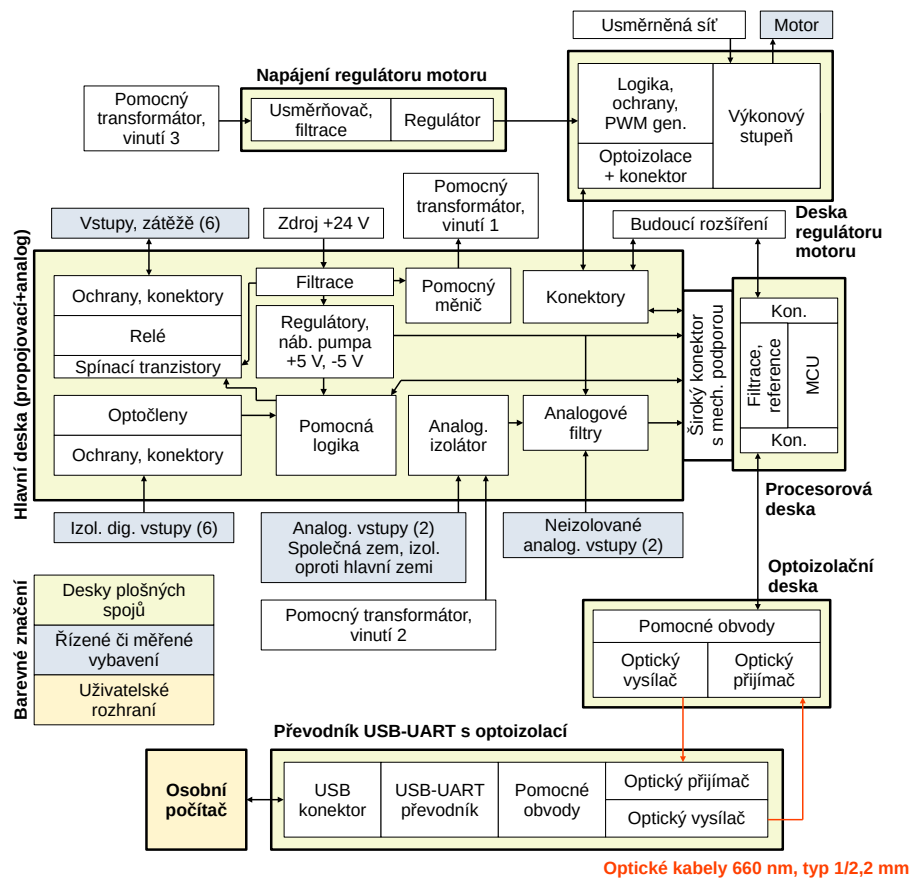 Usměrněná síť
Motor
Napájení regulátoru motoru
Pomocný
transformátor,
vinutí 3
Usměrňovač,
filtrace
Regulátor
Logika,
ochrany,
PWM gen.
Optoizolace
+ konektor
Výkonový
stupeň
Deska
regulátoru
motoru
Vstupy, zátěžě (6)
Zdroj +24 V
Pomocný
transformátor,
vinutí 1
Budoucí rozšíření
Hlavní deska (propojovací+analog)
Ochrany, konektory
Relé
Spínací tranzistory
Filtrace
Regulátory,
náb. pumpa
+5 V, -5 V
Pomocný
měnič
Konektory
Optočleny
Ochrany, konektory
Pomocná
logika
Analog.
izolátor
Analogové
filtry
Široký konektor
s mech. podporou
Kon.
Filtrace,
reference
MCU
Kon.
Procesorová
deska
Izol. dig. vstupy (6)
Analog. vstupy (2)
Společná zem, izol.
oproti hlavní zemi
Neizolované
analog. vstupy (2)
Pomocný transformátor,
vinutí 2
Barevné značení
Desky plošných
spojů
Řízené či měřené
vybavení
Uživatelské
rozhraní
Optoizolační
deska
Pomocné obvody
Optický
vysílač
Optický
přijímač
Převodník USB-UART s optoizolací
Osobní
počítač
USB
konektor
USB-UART
převodník
Pomocné
obvody
Optický přijímač
Optický vysílač
Optické kabely 660 nm, typ 1/2,2 mm